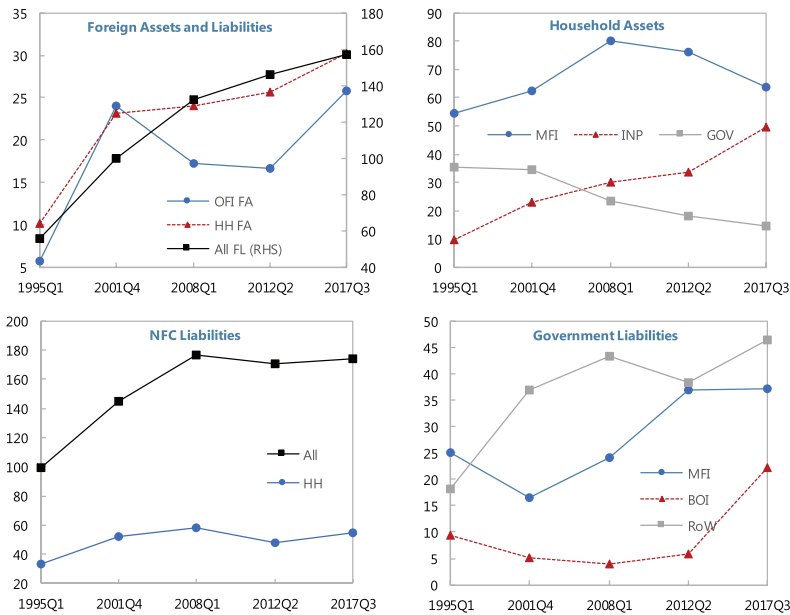 Foreign Assets and Liabilities
35
30
25
20
15
10
5
180
160
140
120
100
80
60
40
OFI FA
HH FA
All FL (RHS)
1995Q1 2001Q4 2008Q1 2012Q2 2017Q3
Household Assets
90
80
70
60
50
40
30
20
10
0
MFI INP GOV
1995Q1 2001Q4 2008Q1 2012Q2 2017Q3
NFC Liabilities
200
180
160
140
120
100
80
60
40
20
All
HH
1995Q1 2001Q4 2008Q1 2012Q2 2017Q3
Government Liabilities
50
45
40
35
30
25
20
15
10
5
0
MFI
BOI
RoW
1995Q1 2001Q4 2008Q1 2012Q2 2017Q3